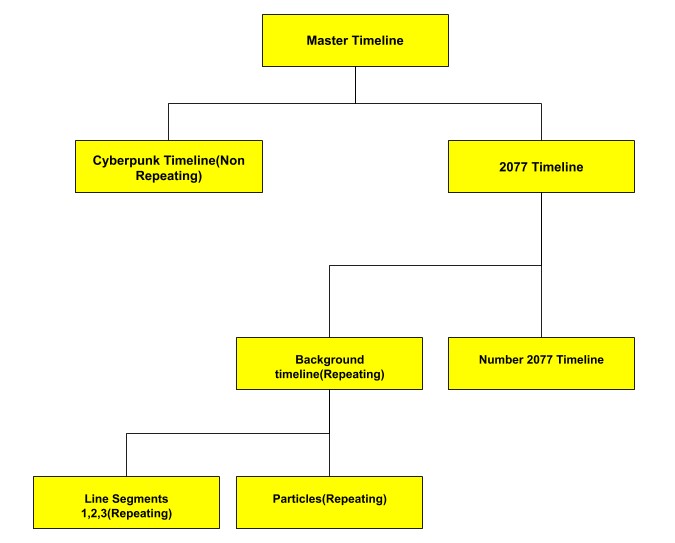 Master Timeline
Cyberpunk Timeline(Non
Repeating)
2077 Timeline
Background
timeline(Repeating)
Number 2077 Timeline
Line Segments
1,2,3(Repeating)
Particles(Repeating)